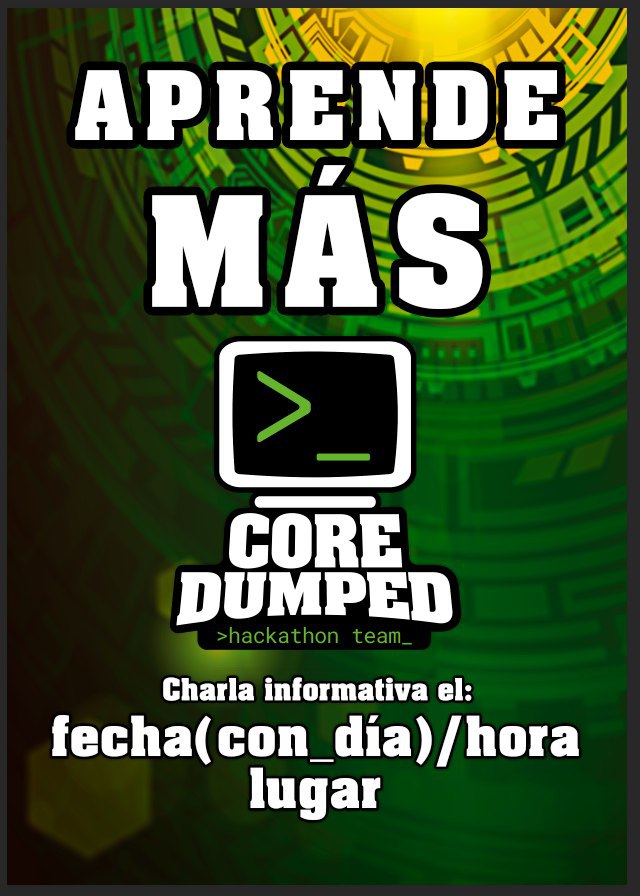 APRENDE
MÁS
>_
CORE
DUMPED
>hackathon team_
Charla informativa el:
fecha(con_día)/hora
lugar